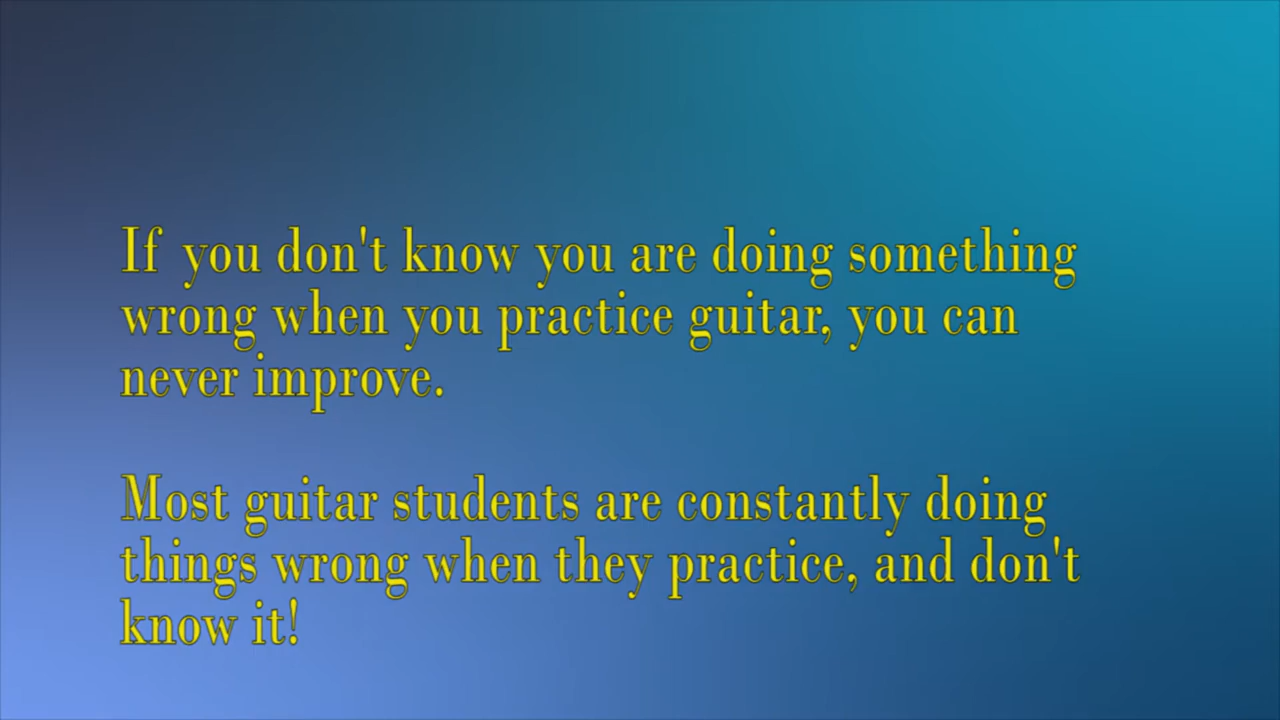 If you don't know you are doing something
wrong when you practice guitar, you can
never improve.
Most guitar students are constantly doing
things wrong when they practice, and don't
know it!